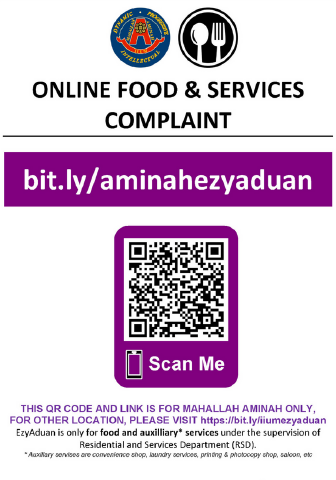 DYNAMIC PROGRESSIVE
INTELLECTUAL
ONLINE FOOD & SERVICES
COMPLAINT
bit.ly/aminahezyaduan
Scan Me
THIS QR CODE AND LINK IS FOR MAHALLAH AMINAH ONLY,
FOR OTHER LOCATION, PLEASE VISIT https://bit.ly/iiumezyaduan
EzyAduan is only for food and auxilliary* services under the supervision of
Residential and Services Department (RSD).
* Auxiliary services are convenience shop, laundry services, printing & photocopy shop, saloon, etc